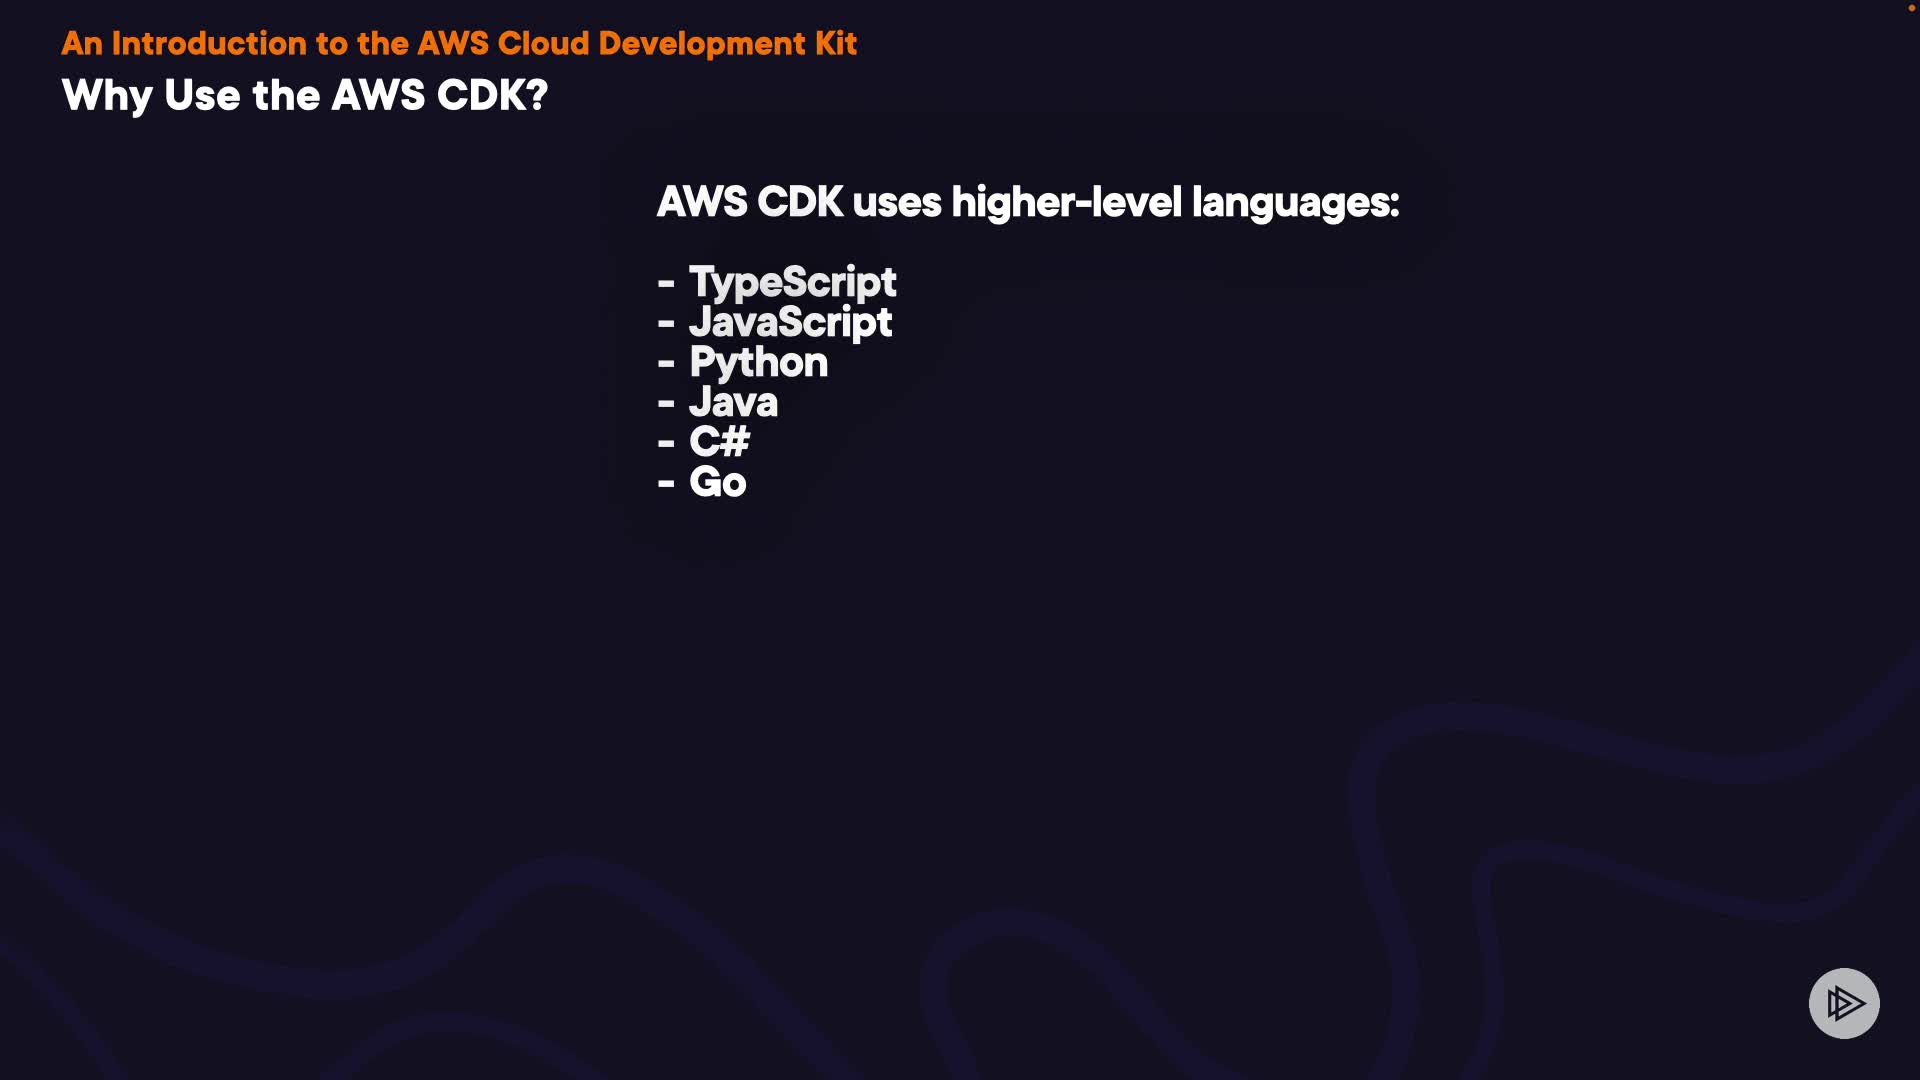 An Introduction to the AWS Cloud Development Kit
Why Use the AWS CDK?
AWS CDK uses higher-level languages:
- TypeScript
- JavaScript
- Python
- Java
- C#
- Go